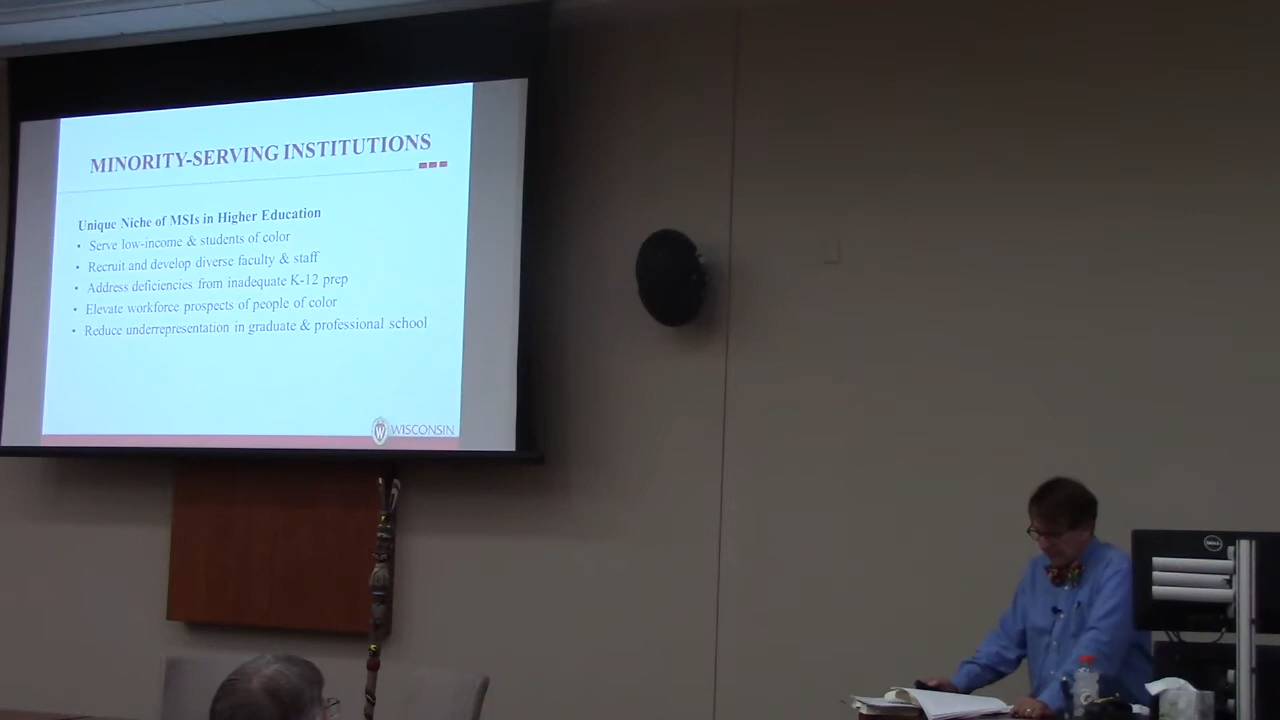 MINORITY-SERVING INSTITUTIONS
Unique Niche of MSIs in Higher Education
• Serve low-income & students of color
• Recruit and develop diverse faculty & staff
• Address deficiencies from inadequate K-12 prep
• Elevate workforce prospects of people of color
• Reduce underrepresentation in graduate & professional school
W WISCONSIN
DELL